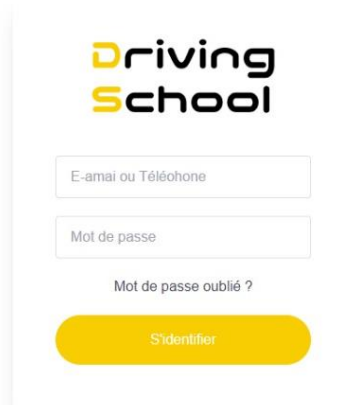 Driving
School
E-amai ou Téléohone
Mot de passe
Mot de passe oublié ?
S'identifier